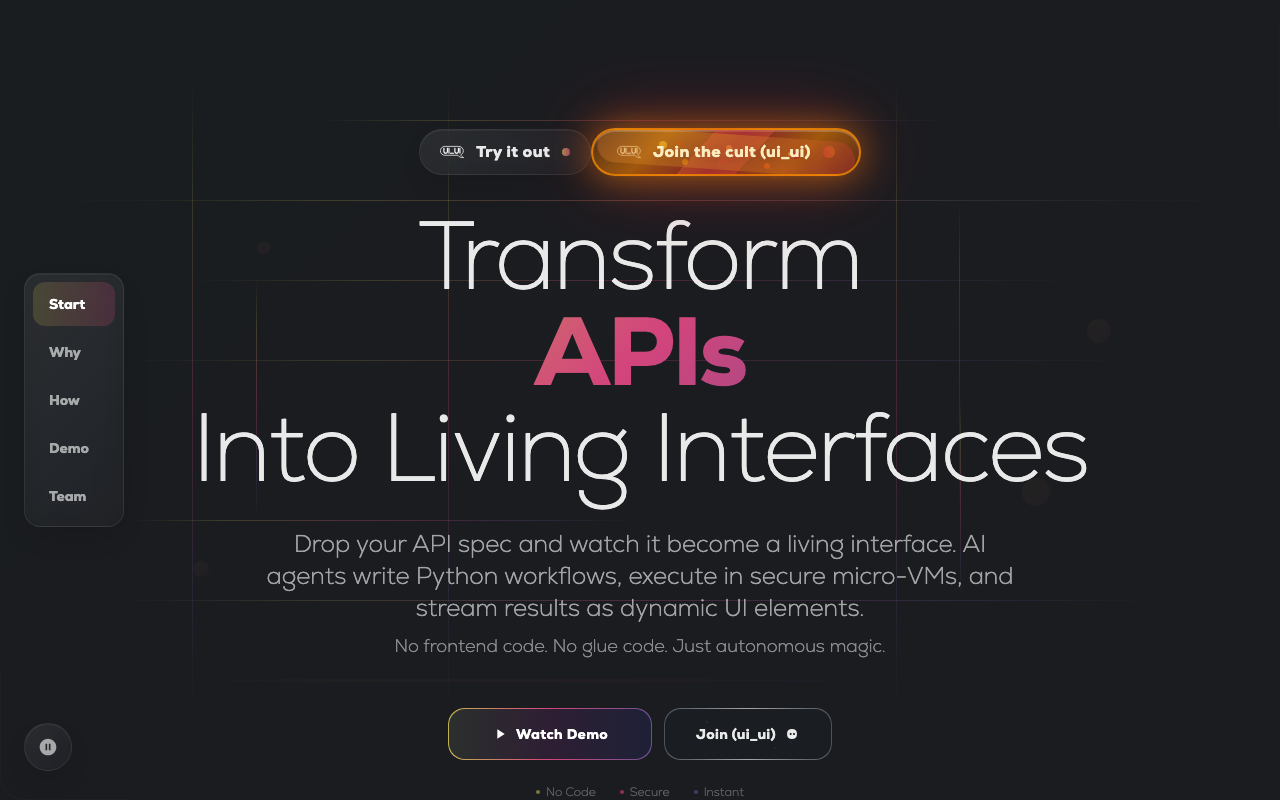 Try it out
Join the cult (ui_ui)
Transform
APIs
Into Living Interfaces
Start
Why
How
Demo
Team
Drop your API spec and watch it become a living interface. AI
agents write Python workflows, execute in secure micro-VMs, and
stream results as dynamic UI elements.
No frontend code. No glue code. Just autonomous magic.
Watch Demo
Join (ui_ui)
No Code
Secure
Instant